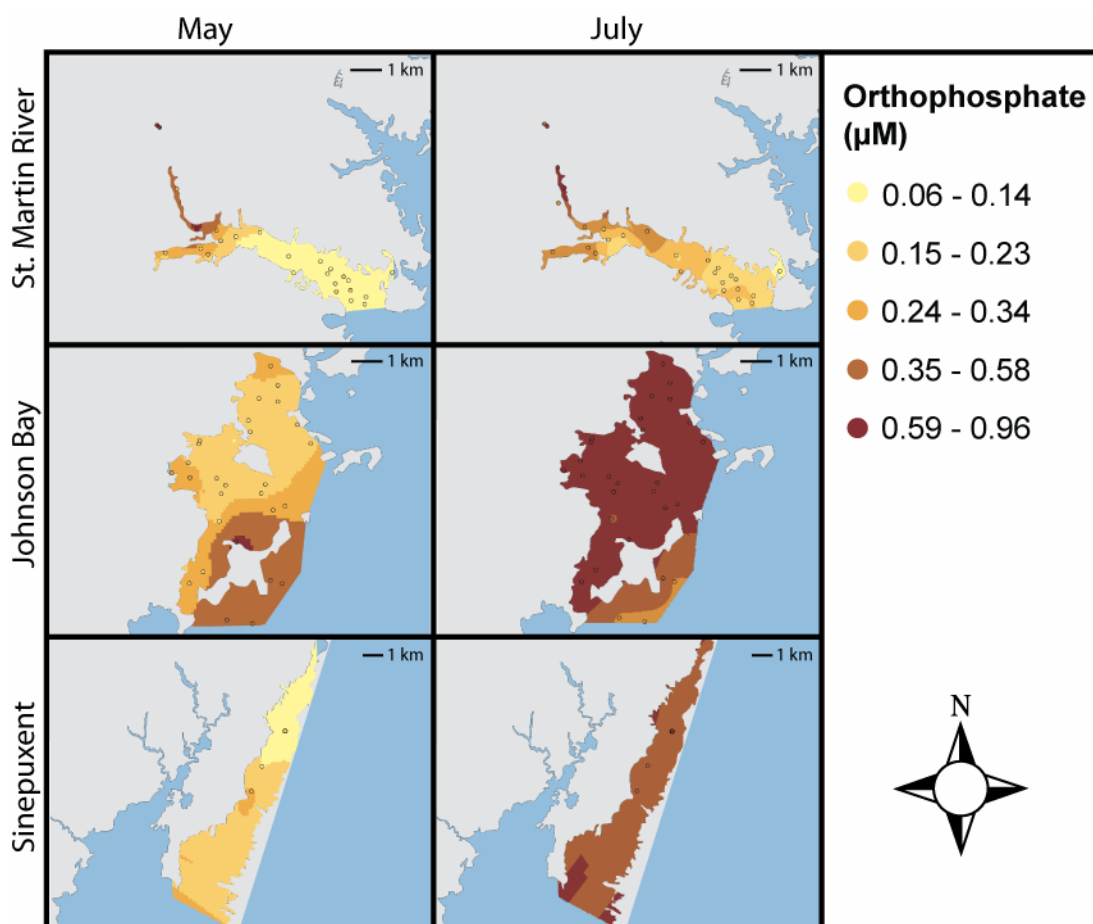 May
July
St. Martin River
1 km
1 km
Orthophosphate
(µM)
0.06 - 0.14
0.15 - 0.23
0.24 - 0.34
0.35 - 0.58
0.59 - 0.96
Johnson Bay
1 km
1 km
Sinepuxent
1 km
1 km
N